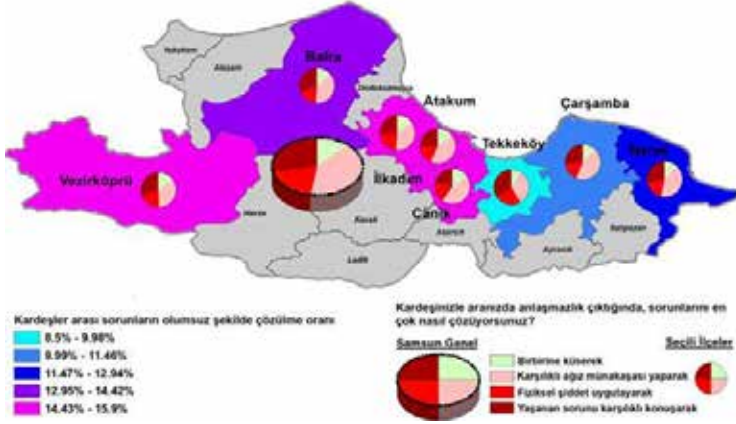 Yakakent
Alaçam
Bafra
Ondokuzmayıs
Atakum
Çarşamba
Tekkeköy
Terme
Vezirköprü
İlkadım
Canik
Havza
Kavak
Asarcık
Salıpazarı
Ayvacık
Ladik
Kardeşler arası sorunların olumsuz şekilde çözülme oranı
8.5% - 9.98%
9.99% - 11.46%
11.47% - 12.94%
12.95% - 14.42%
14.43% - 15.9%
Kardeşinizle aranızda anlaşmazlık çıktığında, sorunlarını en
çok nasıl çözüyorsunuz?
Samsun Genel
Seçili İlçeler
Birbirine küserek
Karşılıklı ağız münakaşası yaparak
Fiziksel şiddet uygulayarak
Yaşanan sorunu karşılıklı konuşarak